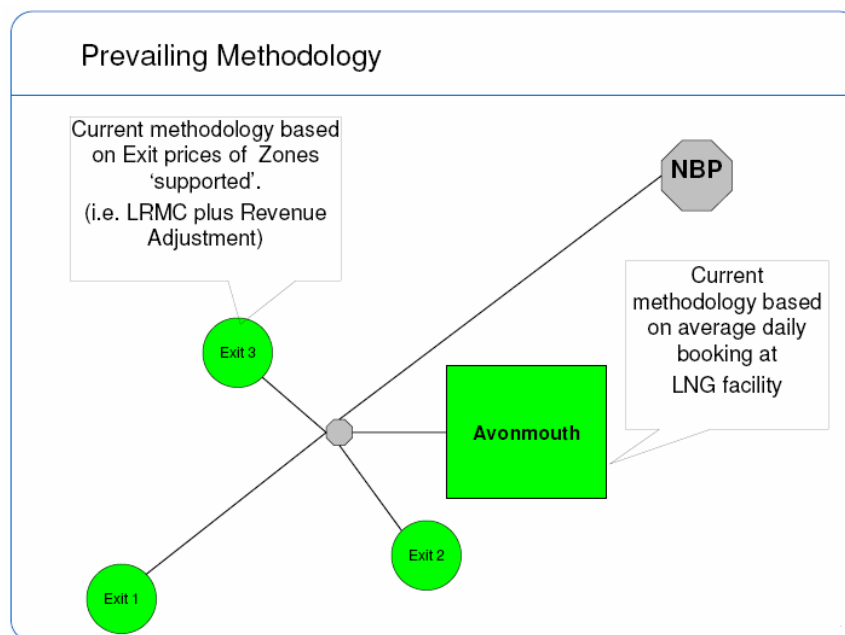 Prevailing Methodology
Current methodology based
on Exit prices of Zones
‘supported’.
(i.e. LRMC plus Revenue
Adjustment)
NBP
Current
methodology based
on average daily
booking at
LNG facility
Exit 3
Avonmouth
Exit 2
Exit 1